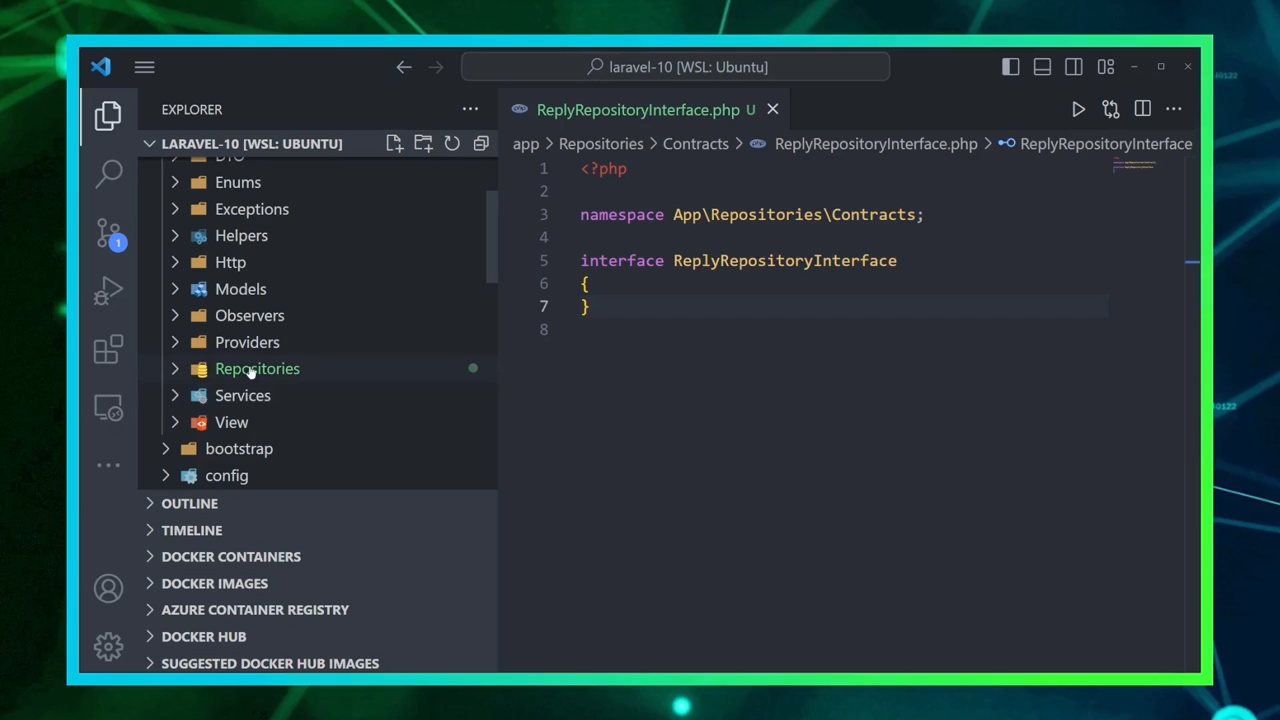 laravel-10 [WSL: Ubuntu]
EXPLORER
LARAVEL-10 [WSL: UBUNTU]
DTO
Enums
Exceptions
Helpers
Http
Models
Observers
Providers
Repositories
Services
View
bootstrap
config
OUTLINE
TIMELINE
DOCKER CONTAINERS
DOCKER IMAGES
AZURE CONTAINER REGISTRY
DOCKER HUB
SUGGESTED DOCKER HUB IMAGES
1
ReplyRepositoryInterface.php U
app > Repositories > Contracts > ReplyRepositoryInterface.php > ReplyRepositoryInterface
1 <?php
2
3 namespace App\Repositories\Contracts;
4
5 interface ReplyRepositoryInterface
6 {
7 }
8